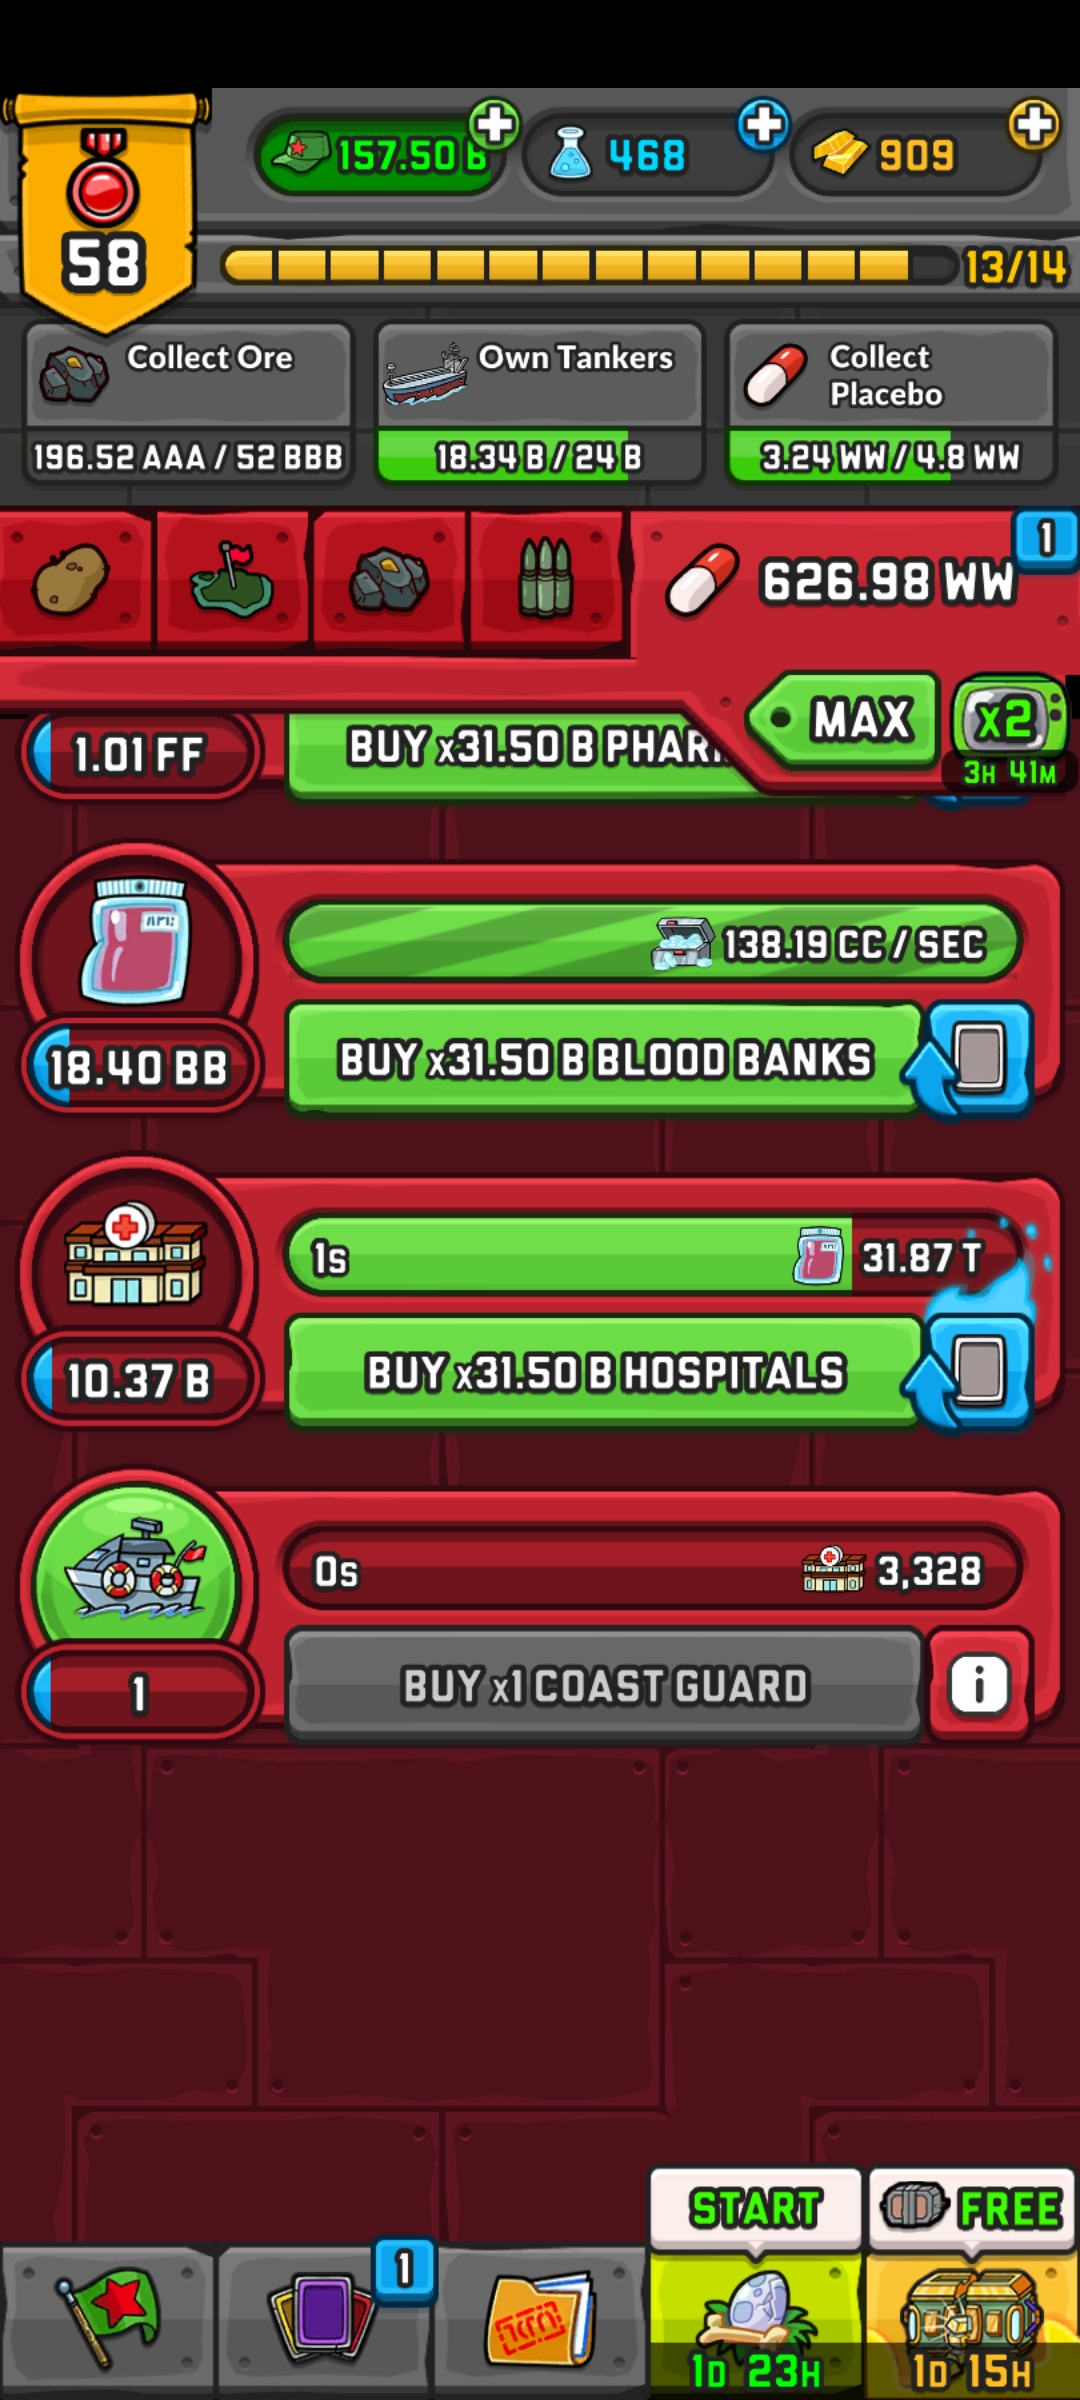 58
157.50 B
468
909
13/14
Collect Ore
196.52 AAA / 52 BBB
Own Tankers
18.34 B / 24 B
Collect
Placebo
3.24 WW / 4.8 WW
1
626.98 WW
MAX
x2
3H 41M
1.01 FF
BUY x31.50 B
138.19 CC / SEC
18.40 BB
BUY x31.50 B BLOOD BANKS
1s
31.87 T
10.37 B
BUY x31.50 B HOSPITALS
0s
3,328
1
BUY x1 COAST GUARD
i
START
FREE
1
1D 23H
1D 15H